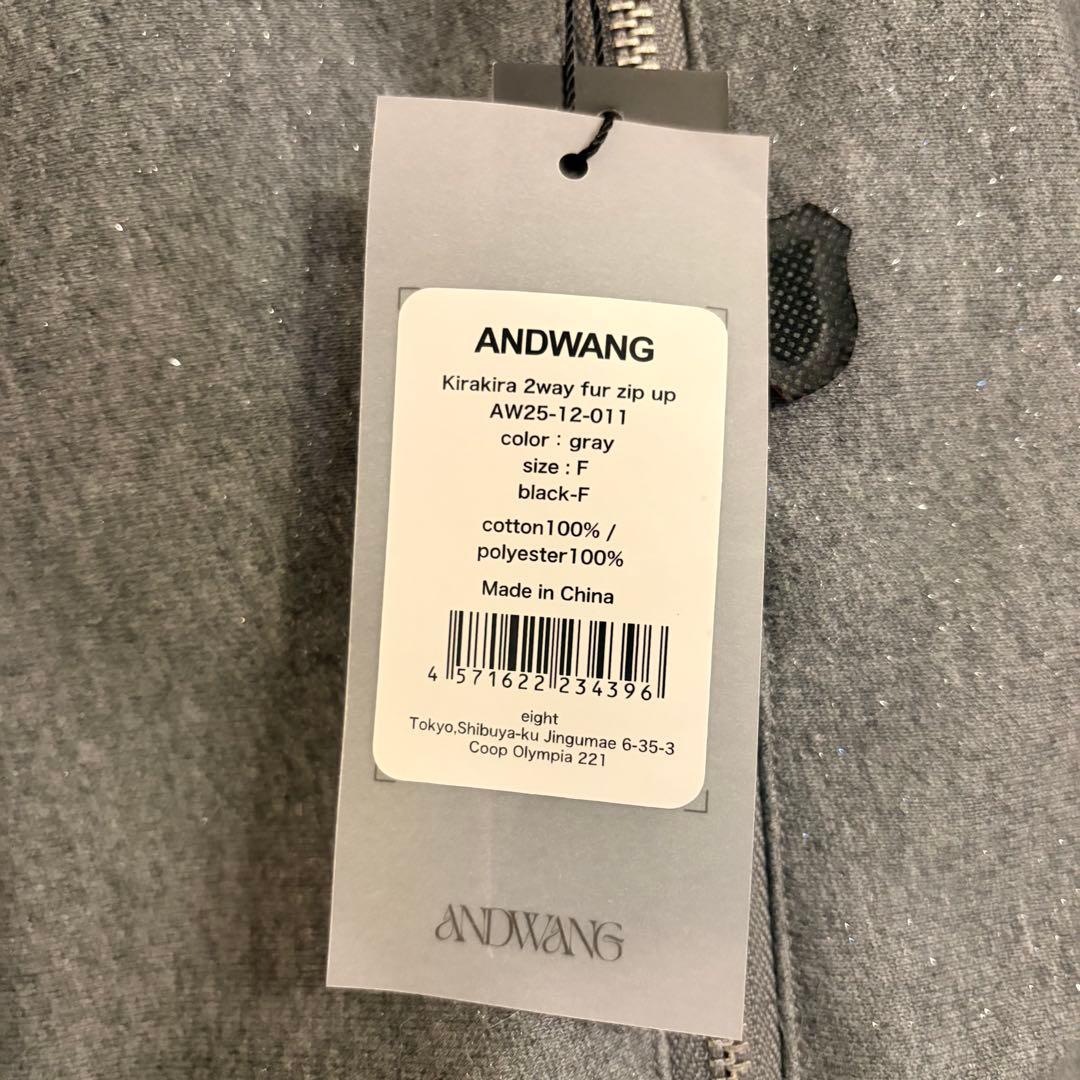 ANDWANG
Kirakira 2way fur zip up
AW25-12-011
color : gray
size : F
black-F
cotton100% /
polyester100%
Made in China
4 571622 234396
eight
Tokyo,Shibuya-ku Jingumae 6-35-3
Coop Olympia 221
ANDWANG